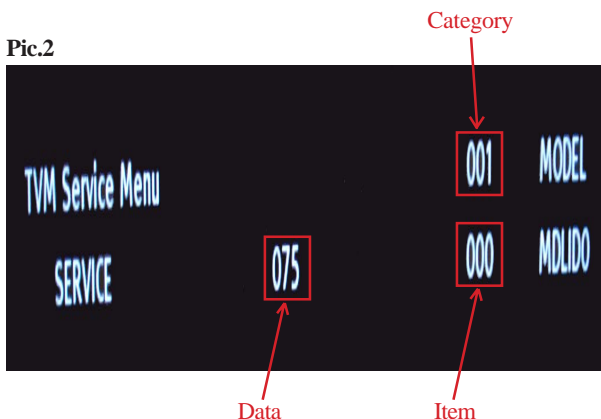 Category
Pic.2
001 MODEL
TVM Service Menu
SERVICE 075 000 MDLIDO
Data Item